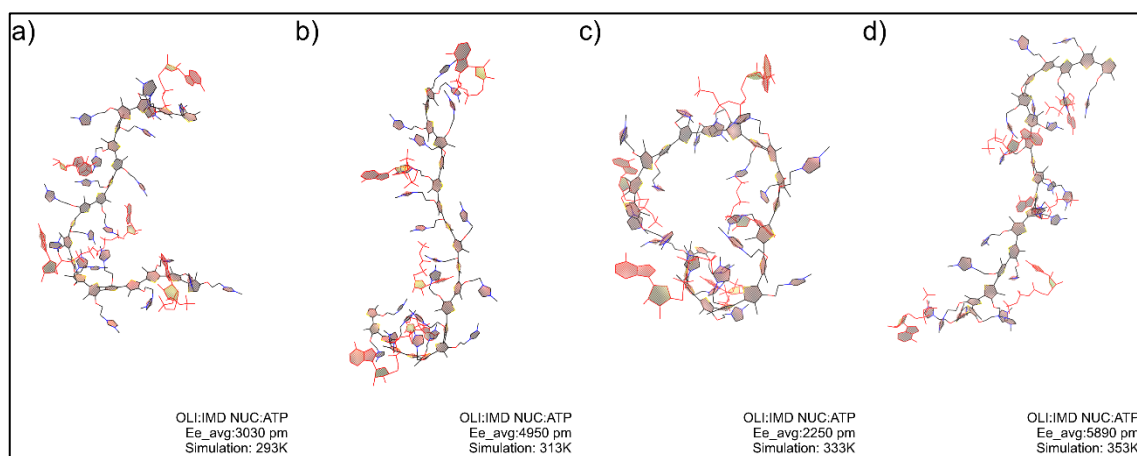 a)
b)
c)
d)
OLI:IMD NUC:ATP
Ee_avg:3030 pm
Simulation: 293K
OLI:IMD NUC:ATP
Ee_avg:4950 pm
Simulation: 313K
OLI:IMD NUC:ATP
Ee_avg:2250 pm
Simulation: 333K
OLI:IMD NUC:ATP
Ee_avg:5890 pm
Simulation: 353K